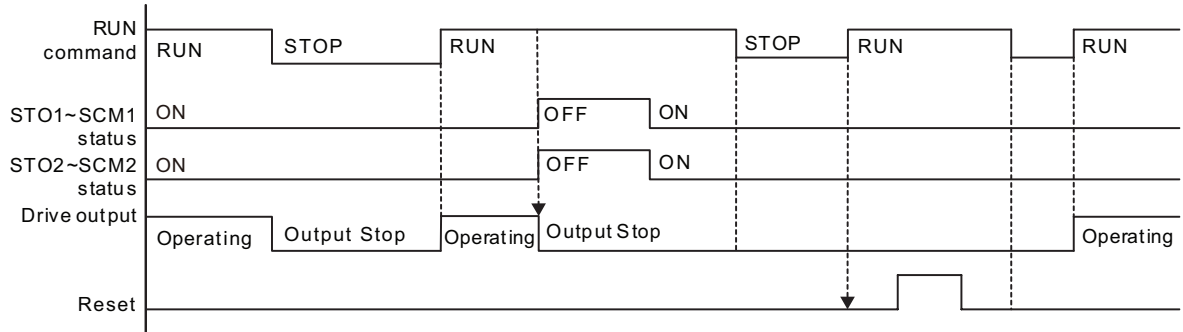 RUN
command
RUN
STOP
RUN
STOP
RUN
RUN
STO1~SCM1
status
ON
OFF
ON
STO2~SCM2
status
ON
OFF
ON
Drive output
Operating
Output Stop
Operating
Output Stop
Operating
Reset